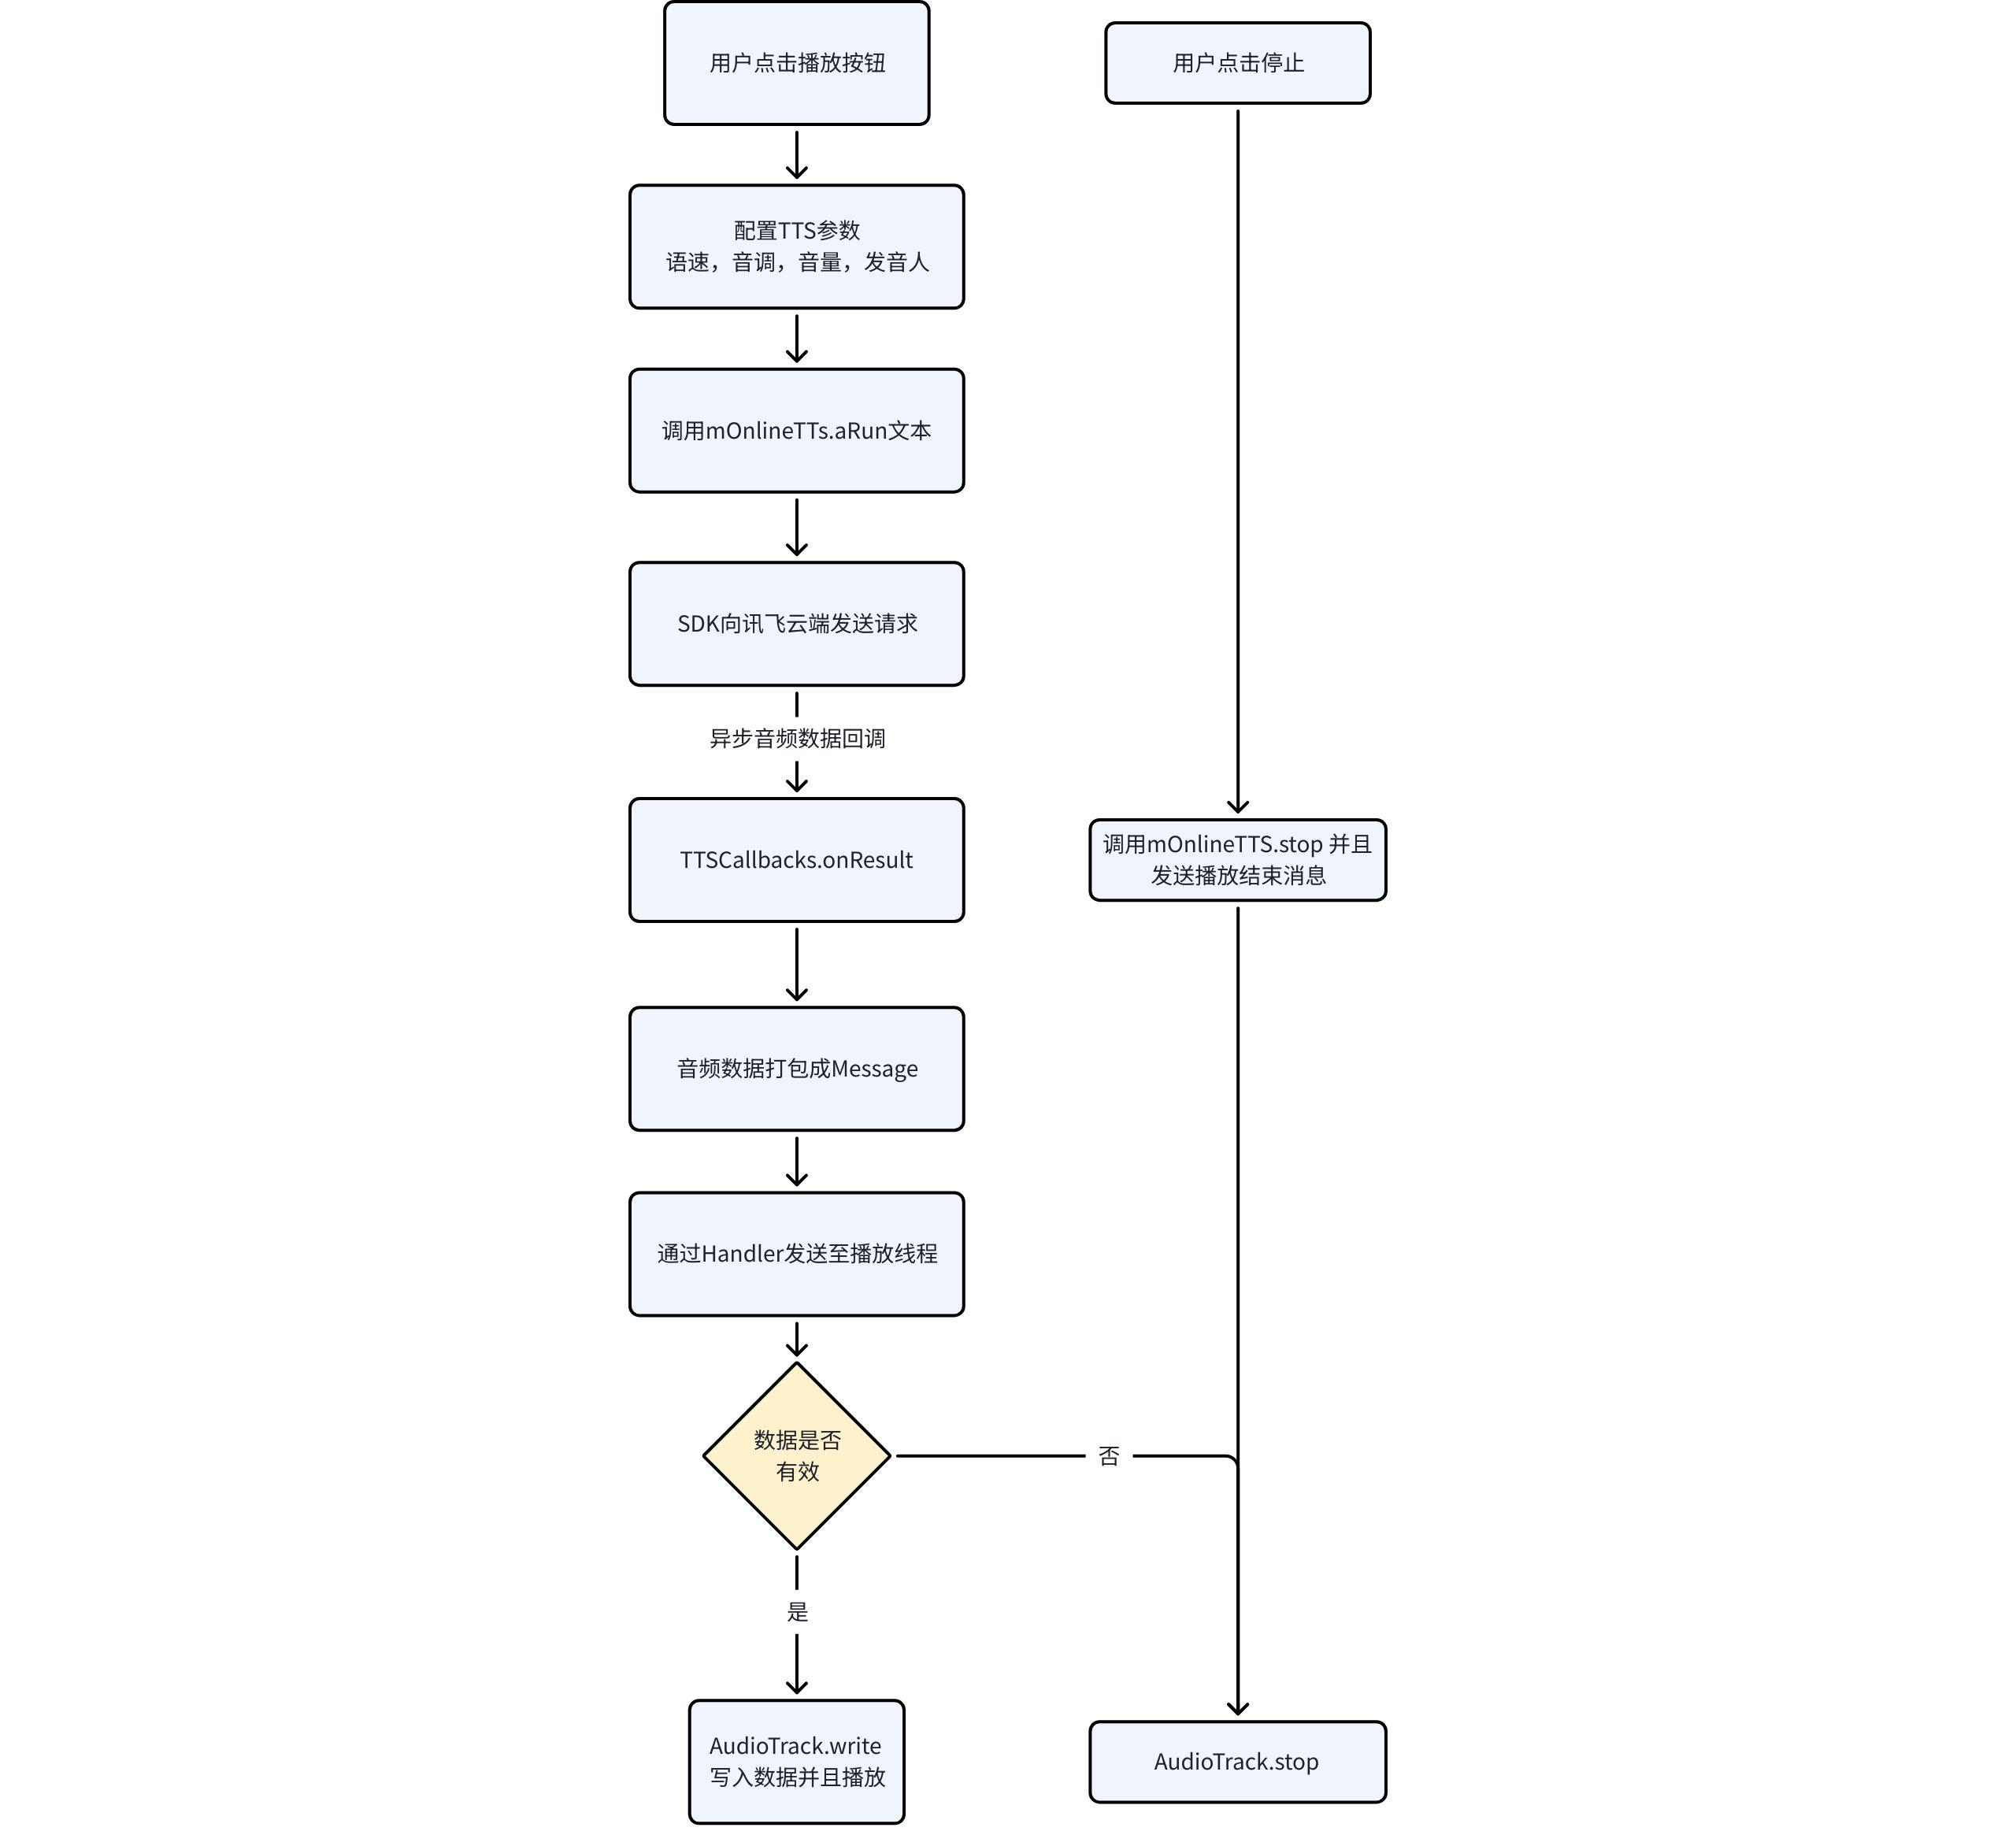 用户点击播放按钮
用户点击停止
配置TTS参数
语速，音调，音量，发音人
调用mOnlineTTs.aRun文本
SDK向讯飞云端发送请求
异步音频数据回调
TTSCallbacks.onResult
调用mOnlineTTS.stop 并且
发送播放结束消息
音频数据打包成Message
通过Handler发送至播放线程
数据是否
有效
否
是
AudioTrack.write
写入数据并且播放
AudioTrack.stop